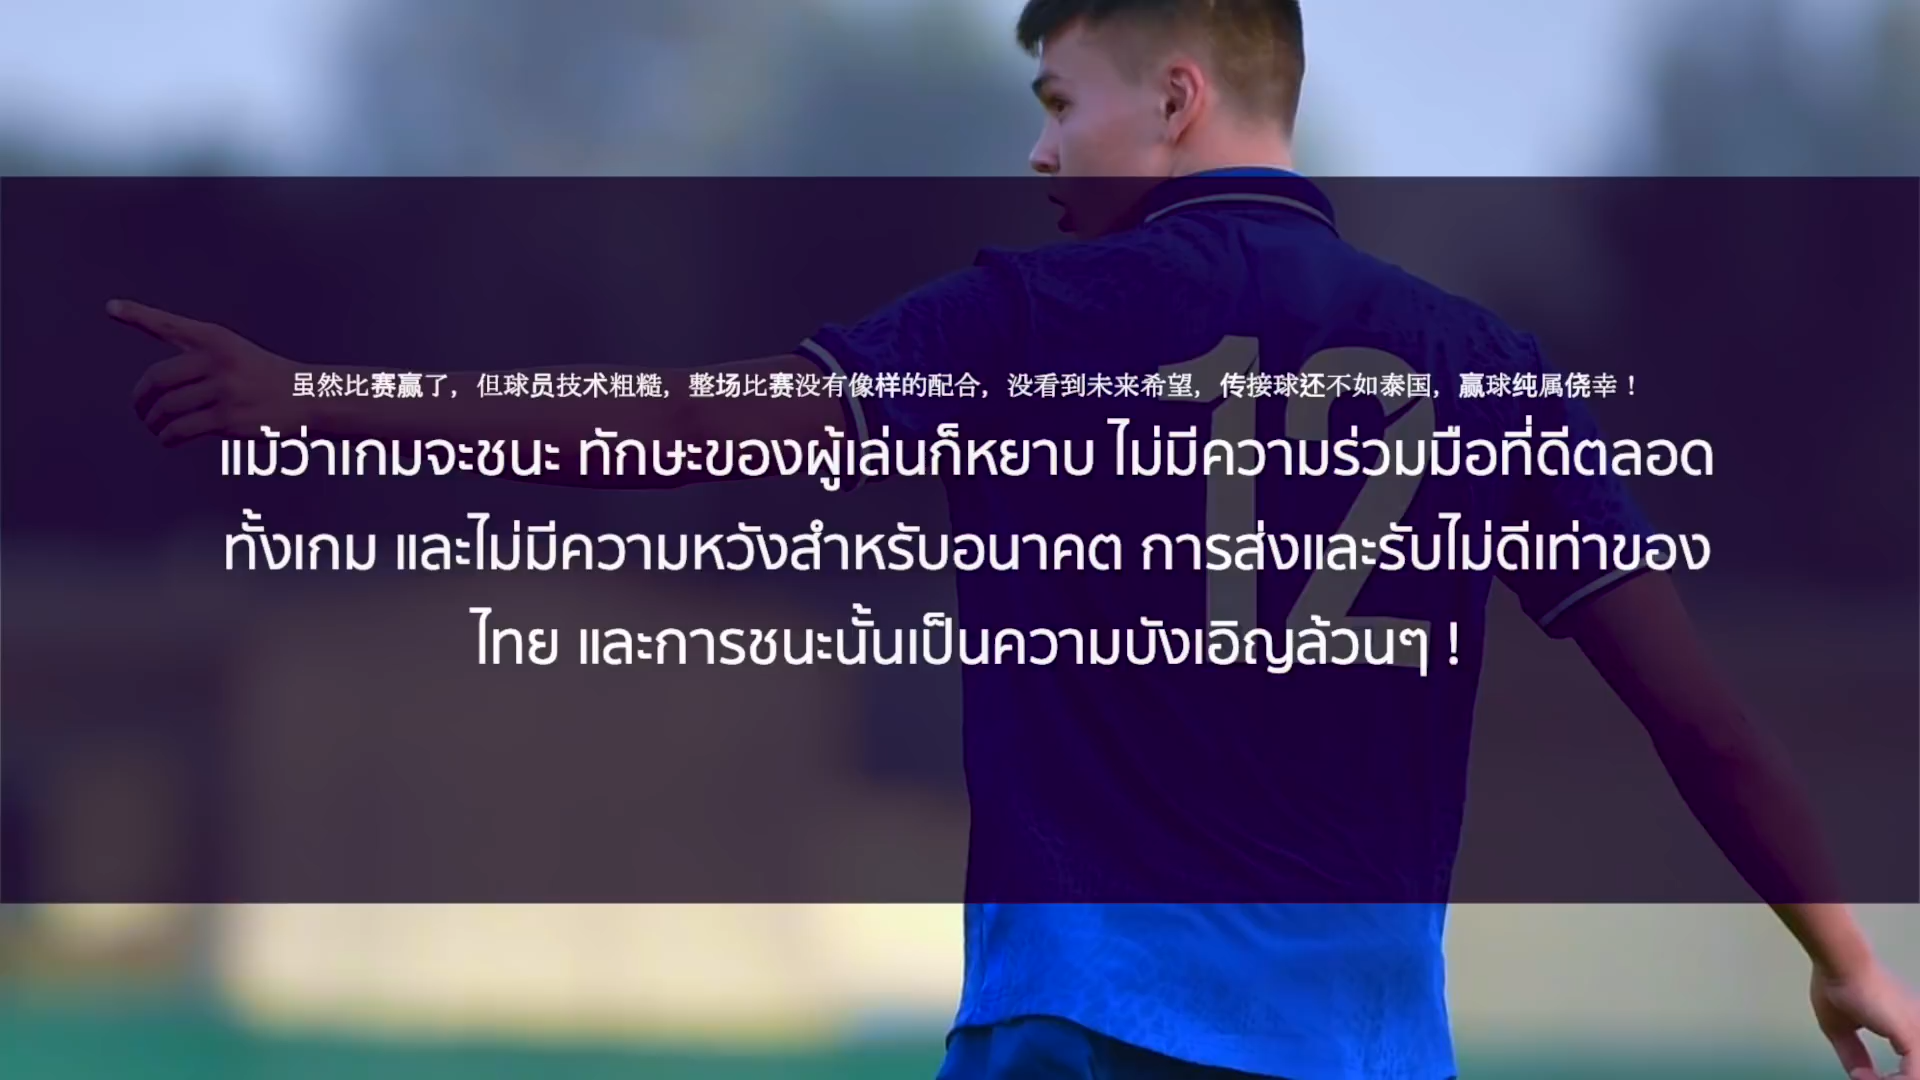 虽然比赛赢了，但球员技术粗糙，整场比赛没有像样的配合，没看到未来希望，传接球还不如泰国，赢球纯属侥幸！
แม้ว่าเกมจะชนะ ทักษะของผู้เล่นก็หยาบ ไม่มีความร่วมมือที่ดีตลอด
ทั้งเกม และไม่มีความหวังสำหรับอนาคต การส่งและรับไม่ดีเท่าของ
ไทย และการชนะนั้นเป็นความบังเอิญล้วนๆ !
12